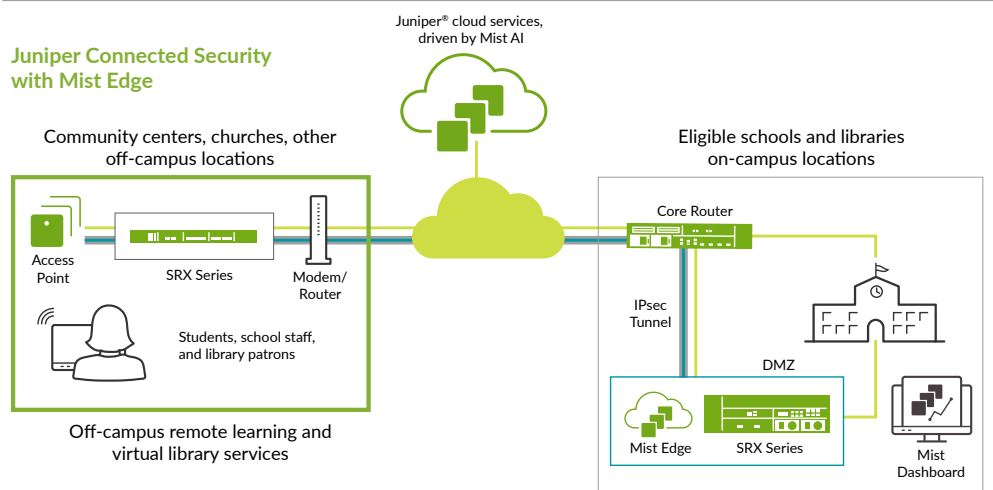 Juniper® cloud services,
driven by Mist AI
Juniper Connected Security
with Mist Edge
Community centers, churches, other
off-campus locations
Eligible schools and libraries
on-campus locations
Access
Point
SRX Series
Modem/
Router
Students, school staff,
and library patrons
Core Router
IPsec
Tunnel
DMZ
Mist Edge
SRX Series
Mist
Dashboard
Off-campus remote learning and
virtual library services